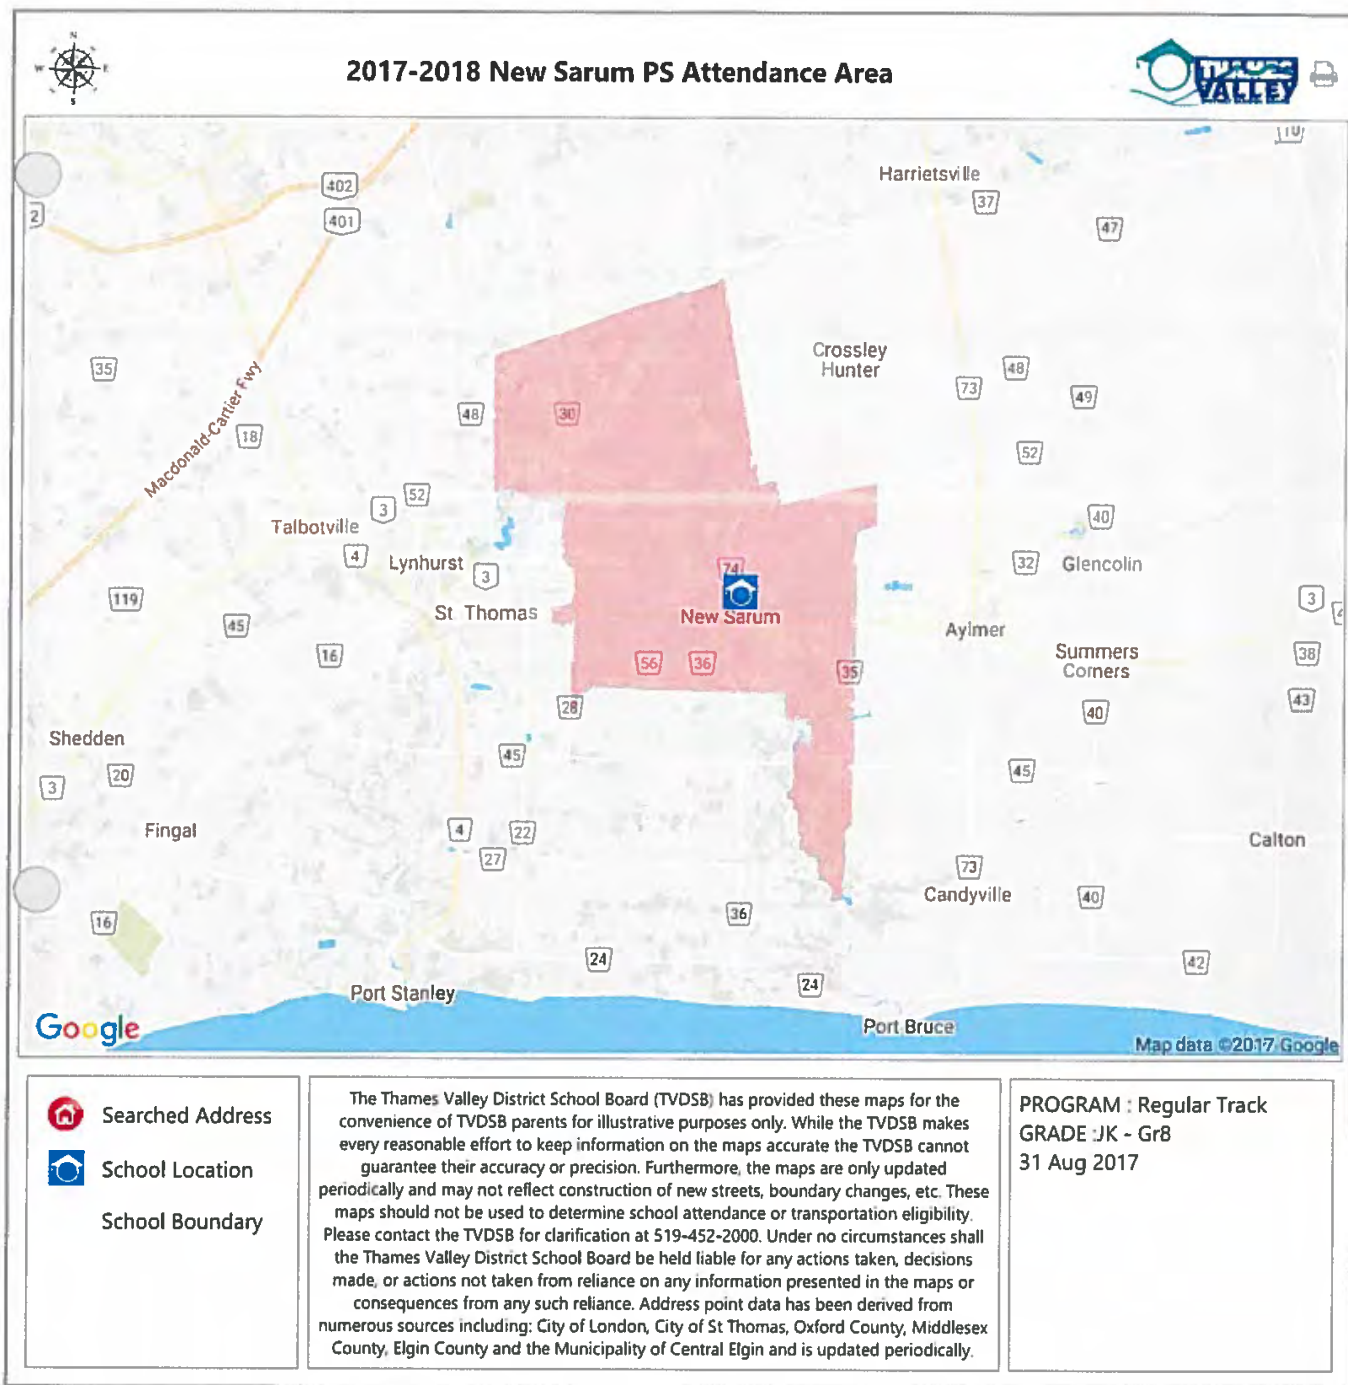 N
W E
S
2017-2018 New Sarum PS Attendance Area
THAMES
VALLEY
10
Harrietsville
402
37
2
401
47
Crossley
Hunter
35
48
73
49
Macdonald-Cartier Fwy
48
30
18
52
52
3
40
Talbotville
4
Lynhurst
3
74
32
Glencolin
119
3
45
St Thomas
New Sarum
Aylmer
16
56
36
35
Summers
Corners
38
28
40
43
Shedden
45
45
3
20
Fingal
4
22
27
Calton
73
Candyville
40
16
36
24
24
42
Port Stanley
Google
Port Bruce
Map data ©2017 Google
Searched Address
School Location
School Boundary
The Thames Valley District School Board (TVDSB) has provided these maps for the
convenience of TVDSB parents for illustrative purposes only. While the TVDSB makes
every reasonable effort to keep information on the maps accurate the TVDSB cannot
guarantee their accuracy or precision. Furthermore, the maps are only updated
periodically and may not reflect construction of new streets, boundary changes, etc. These
maps should not be used to determine school attendance or transportation eligibility.
Please contact the TVDSB for clarification at 519-452-2000. Under no circumstances shall
the Thames Valley District School Board be held liable for any actions taken, decisions
made, or actions not taken from reliance on any information presented in the maps or
consequences from any such reliance. Address point data has been derived from
numerous sources including: City of London, City of St Thomas, Oxford County, Middlesex
County, Elgin County and the Municipality of Central Elgin and is updated periodically.
PROGRAM : Regular Track
GRADE :JK - Gr8
31 Aug 2017